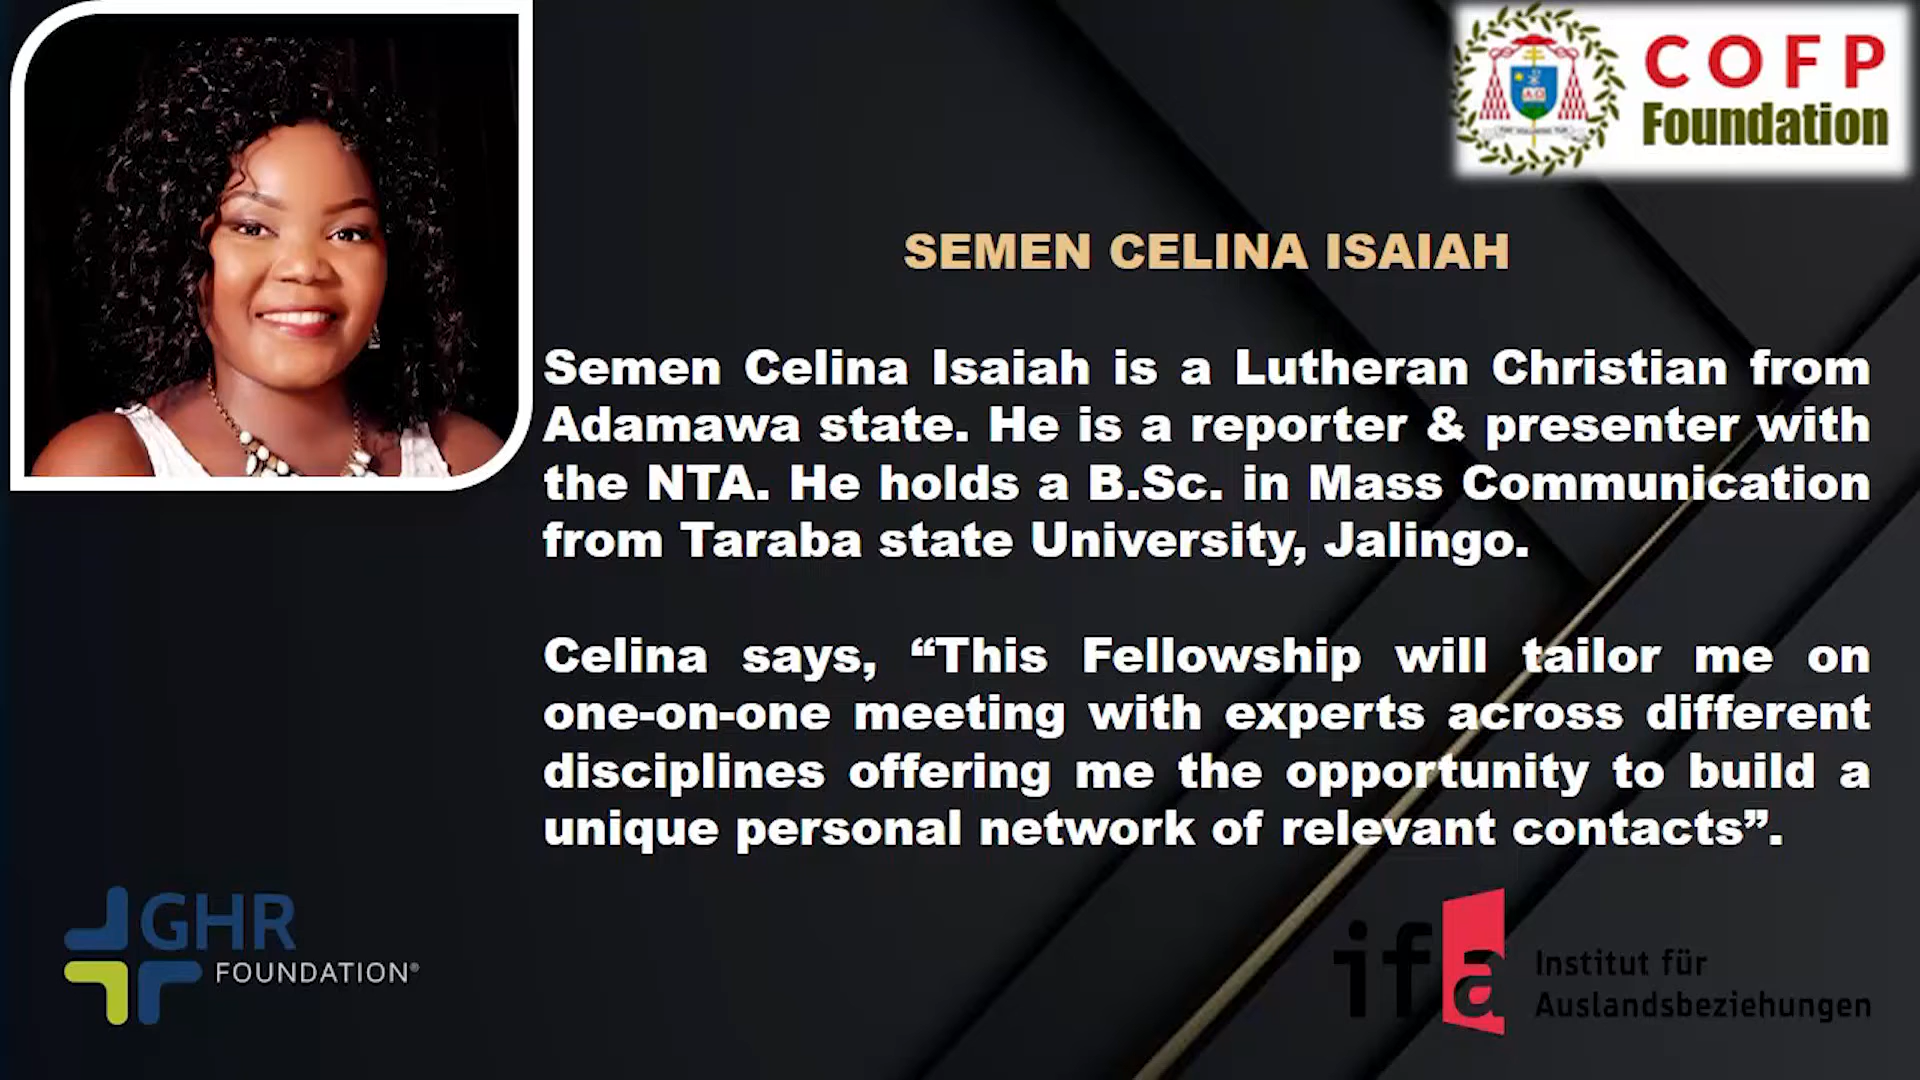 COFP
Foundation
SEMEN CELINA ISAIAH
Semen Celina Isaiah is a Lutheran Christian from
Adamawa state. He is a reporter & presenter with
the NTA. He holds a B.Sc. in Mass Communication
from Taraba state University, Jalingo.
Celina says, “This Fellowship will tailor me on
one-on-one meeting with experts across different
disciplines offering me the opportunity to build a
unique personal network of relevant contacts”.
GHR
FOUNDATION®
ifa
Institut für
Auslandsbeziehungen